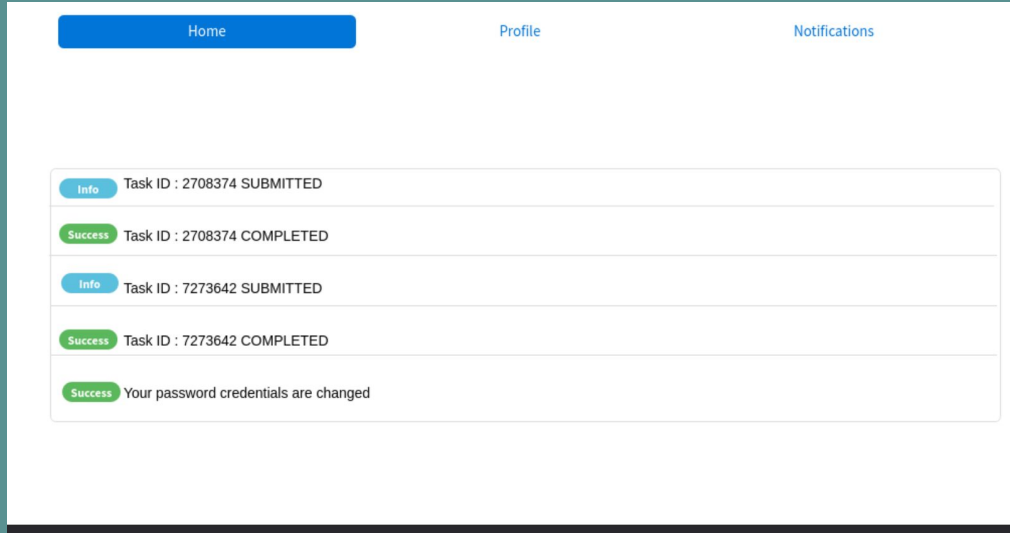 Home Profile Notifications
Info Task ID : 2708374 SUBMITTED
Success Task ID : 2708374 COMPLETED
Info Task ID : 7273642 SUBMITTED
Success Task ID : 7273642 COMPLETED
Success Your password credentials are changed